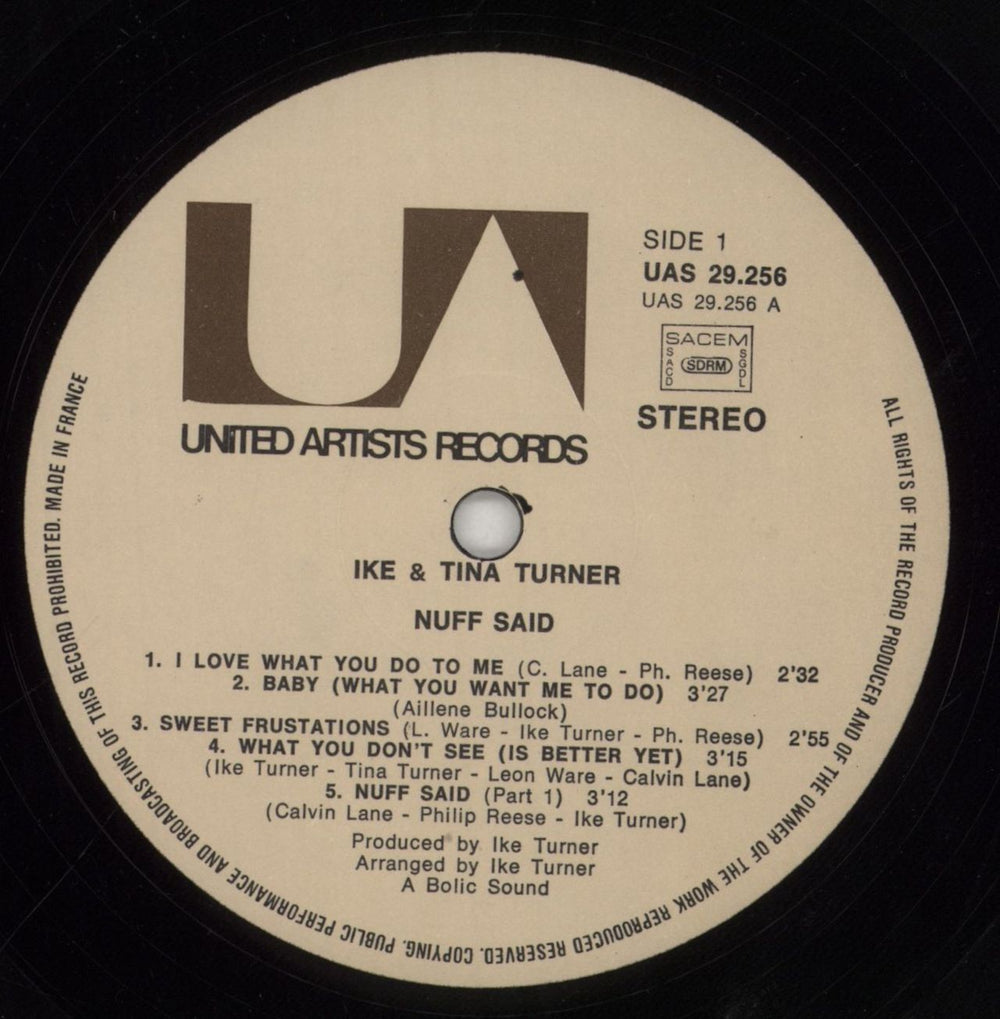 UA
UNITED ARTISTS RECORDS
SIDE 1
UAS 29.256
UAS 29.256 A
SACEM
SACD
SDRM
SGDL
STEREO
IKE & TINA TURNER
NUFF SAID
1. I LOVE WHAT YOU DO TO ME (C. Lane - Ph. Reese) 2'32
2. BABY (WHAT YOU WANT ME TO DO) 3'27
(Aillene Bullock)
3. SWEET FRUSTATIONS (L. Ware - Ike Turner - Ph. Reese) 2'55
4. WHAT YOU DON'T SEE (IS BETTER YET) 3'15
(Ike Turner - Tina Turner - Leon Ware - Calvin Lane)
5. NUFF SAID (Part 1) 3'12
(Calvin Lane - Philip Reese - Ike Turner)
Produced by Ike Turner
Arranged by Ike Turner
A Bolic Sound
ALL RIGHTS OF THE RECORD PRODUCER AND OF THE OWNER OF THE WORK REPRODUCED RESERVED. COPYING. PUBLIC PERFORMANCE AND BROADCASTING OF THIS RECORD PROHIBITED. MADE IN FRANCE